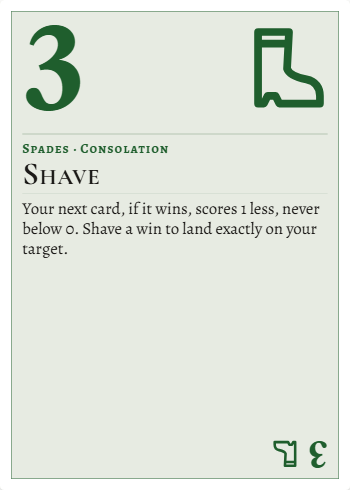 3
Spades · Consolation
Shave
Your next card, if it wins, scores 1 less, never
below 0. Shave a win to land exactly on your
target.
3